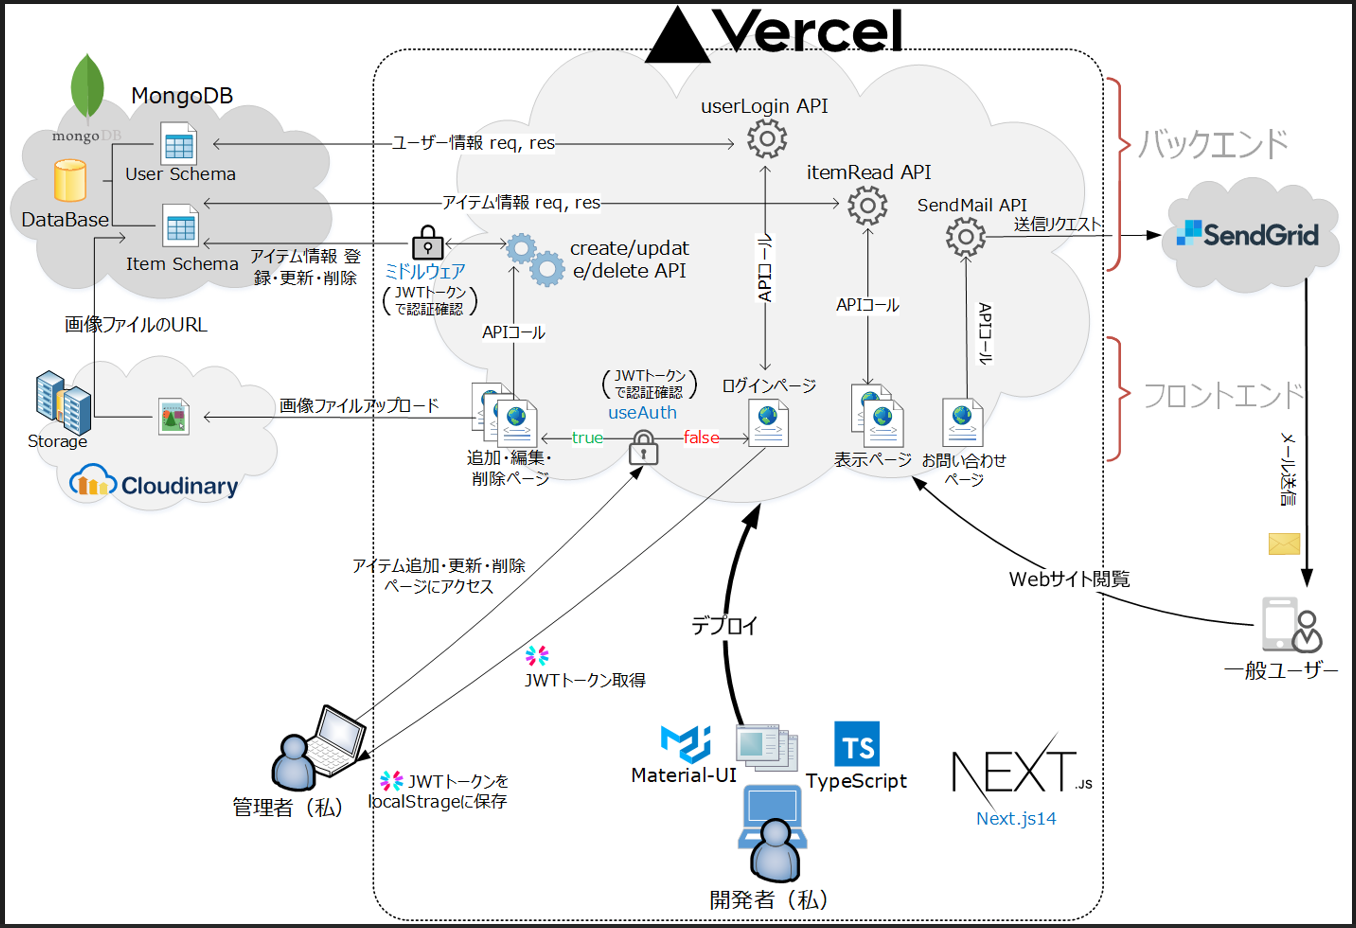 Vercel
MongoDB
mongoDB
User Schema
DataBase
Item Schema
ユーザー情報 req, res
アイテム情報 req, res
アイテム情報 登
録・更新・削除
ミドルウェア
JWTトークン
で認証確認
userLogin API
itemRead API
SendMail API
create/updat
e/delete API
送信リクエスト
バックエンド
SendGrid
APIコール
APIコール
APIコール
APIコール
画像ファイルのURL
画像ファイルアップロード
Storage
Cloudinary
JWTトークン
で認証確認
useAuth
true
false
ログインページ
追加・編集・
削除ページ
表示ページ
お問い合わせ
ページ
フロントエンド
メール送信
アイテム追加・更新・削除
ページにアクセス
Webサイト閲覧
デプロイ
一般ユーザー
JWTトークン取得
管理者（私）
JWTトークンを
localStrageに保存
Material-UI
TS
TypeScript
NEXT.JS
Next.js14
開発者（私）